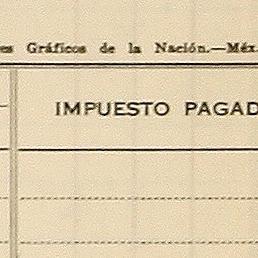 es Gráficos de la Nación.—Méx.
IMPUESTO PAGAD